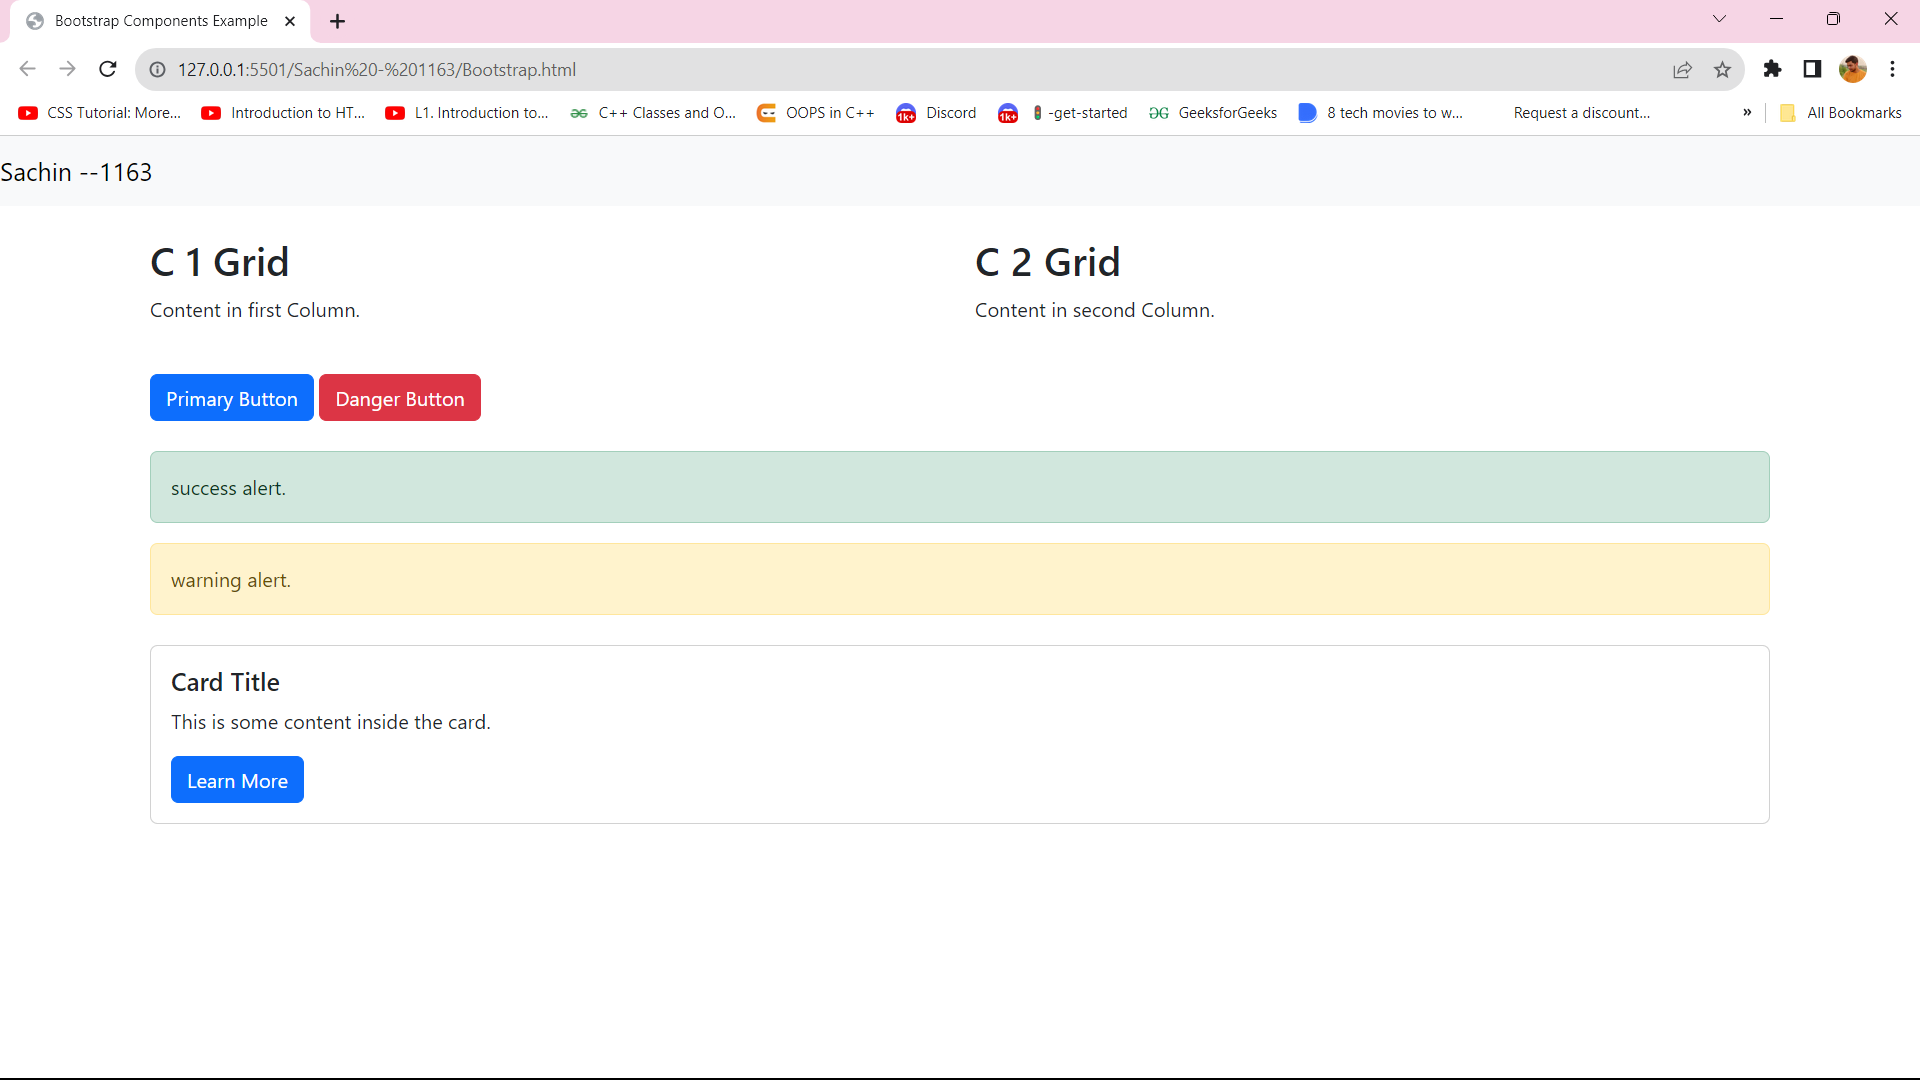 Bootstrap Components Example
127.0.0.1:5501/Sachin%20-%201163/Bootstrap.html
CSS Tutorial: More... Introduction to HT... L1. Introduction to... C++ Classes and O... OOPS in C++ 1k+ Discord 1k+ -get-started GeeksforGeeks 8 tech movies to w... Request a discount... » All Bookmarks
Sachin --1163
C 1 Grid C 2 Grid
Content in first Column. Content in second Column.
Primary Button Danger Button
success alert.
warning alert.
Card Title
This is some content inside the card.
Learn More